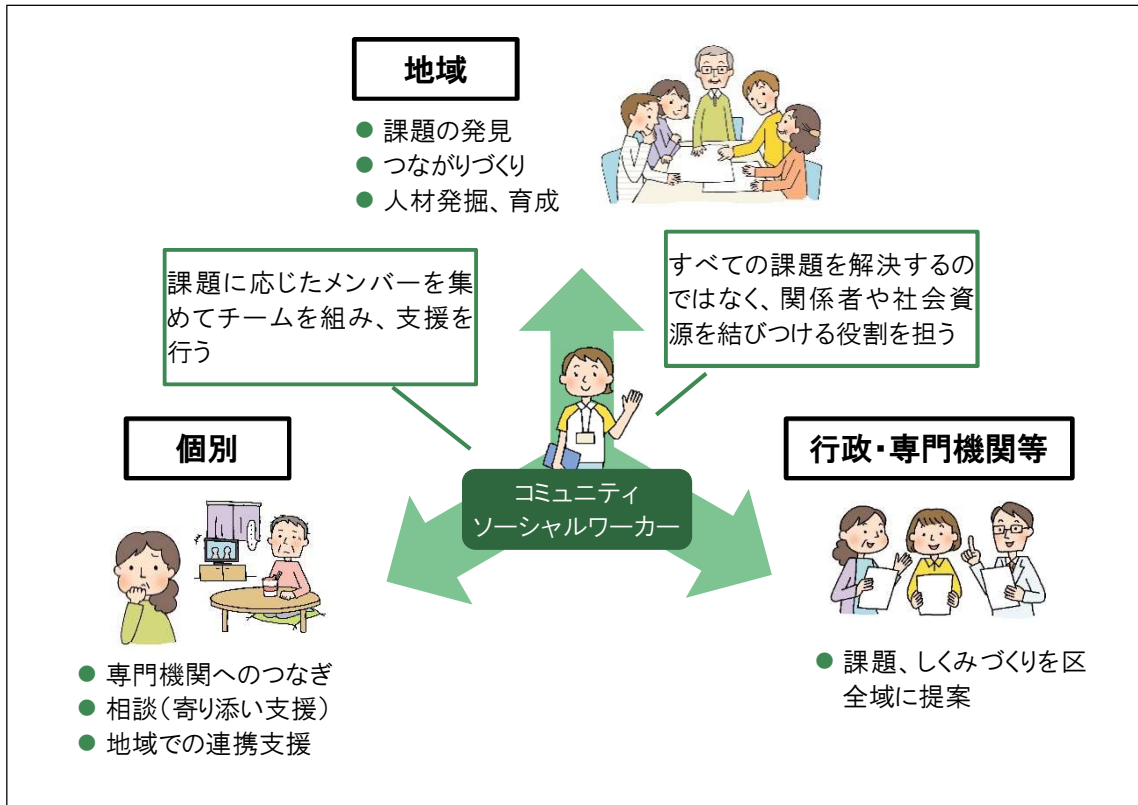 地域
● 課題の発見
● つながりづくり
● 人材発掘、育成
課題に応じたメンバーを集
めてチームを組み、支援を
行う
すべての課題を解決するの
ではなく、関係者や社会資
源を結びつける役割を担う
個別
行政・専門機関等
コミュニティ
ソーシャルワーカー
● 専門機関へのつなぎ
● 相談（寄り添い支援）
● 地域での連携支援
● 課題、しくみづくりを区
全域に提案